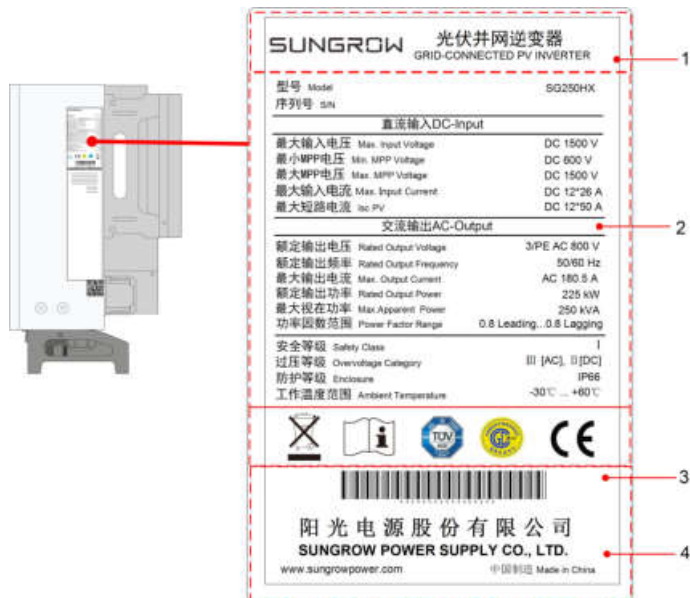 SUNGROW 光伏并网逆变器
GRID-CONNECTED PV INVERTER
1
型号 Model SG250HX
序列号 S/N
直流输入DC-Input
最大输入电压 Max. Input Voltage DC 1500 V
最小MPP电压 Min. MPP Voltage DC 600 V
最大MPP电压 Max. MPP Voltage DC 1500 V
最大输入电流 Max. Input Current DC 12*26 A
最大短路电流 Isc PV DC 12*50 A
交流输出AC-Output
2
额定输出电压 Rated Output Voltage 3/PE AC 800 V
额定输出频率 Rated Output Frequency 50/60 Hz
最大输出电流 Max. Output Current AC 180.5 A
额定输出功率 Rated Output Power 225 kW
最大视在功率 Max.Apparent Power 250 kVA
功率因数范围 Power Factor Range 0.8 Leading...0.8 Lagging
安全等级 Safety Class I
过压等级 Overvoltage Category III [AC], II [DC]
防护等级 Enclosure IP66
工作温度范围 Ambient Temperature -30℃ ... +60℃
i
TÜV
CE
3
阳光电源股份有限公司
SUNGROW POWER SUPPLY CO., LTD.
4
www.sungrowpower.com 中国制造 Made in China